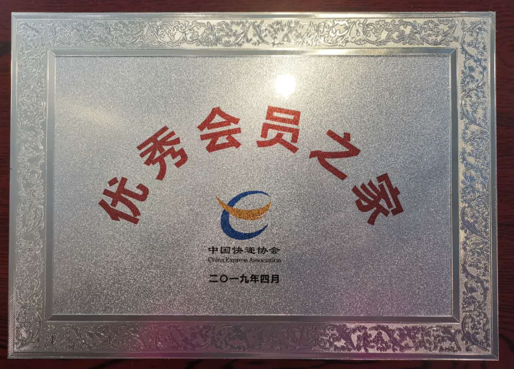 优秀会员之家
中国快递协会
China Express Association
二〇一九年四月